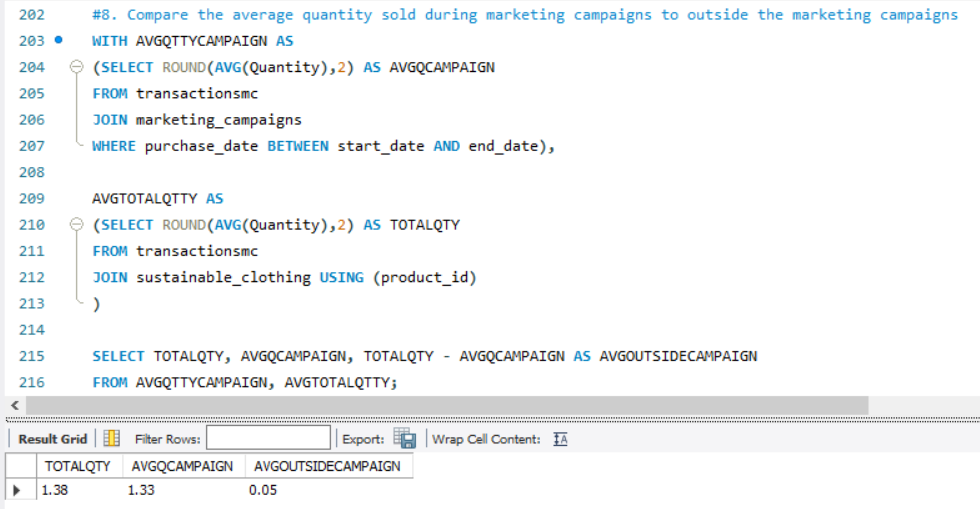 202 #8. Compare the average quantity sold during marketing campaigns to outside the marketing campaigns
203 WITH AVGQTTYCAMPAIGN AS
204 (SELECT ROUND(AVG(Quantity),2) AS AVGQCAMPAIGN
205 FROM transactionsmc
206 JOIN marketing_campaigns
207 WHERE purchase_date BETWEEN start_date AND end_date),
208
209 AVGTOTALQTTY AS
210 (SELECT ROUND(AVG(Quantity),2) AS TOTALQTY
211 FROM transactionsmc
212 JOIN sustainable_clothing USING (product_id)
213 )
214
215 SELECT TOTALQTY, AVGQCAMPAIGN, TOTALQTY - AVGQCAMPAIGN AS AVGOUTSIDECAMPAIGN
216 FROM AVGQTTYCAMPAIGN, AVGTOTALQTTY;
Result Grid Filter Rows: Export: Wrap Cell Content: IA
TOTALQTY AVGQCAMPAIGN AVGOUTSIDECAMPAIGN
1.38 1.33 0.05